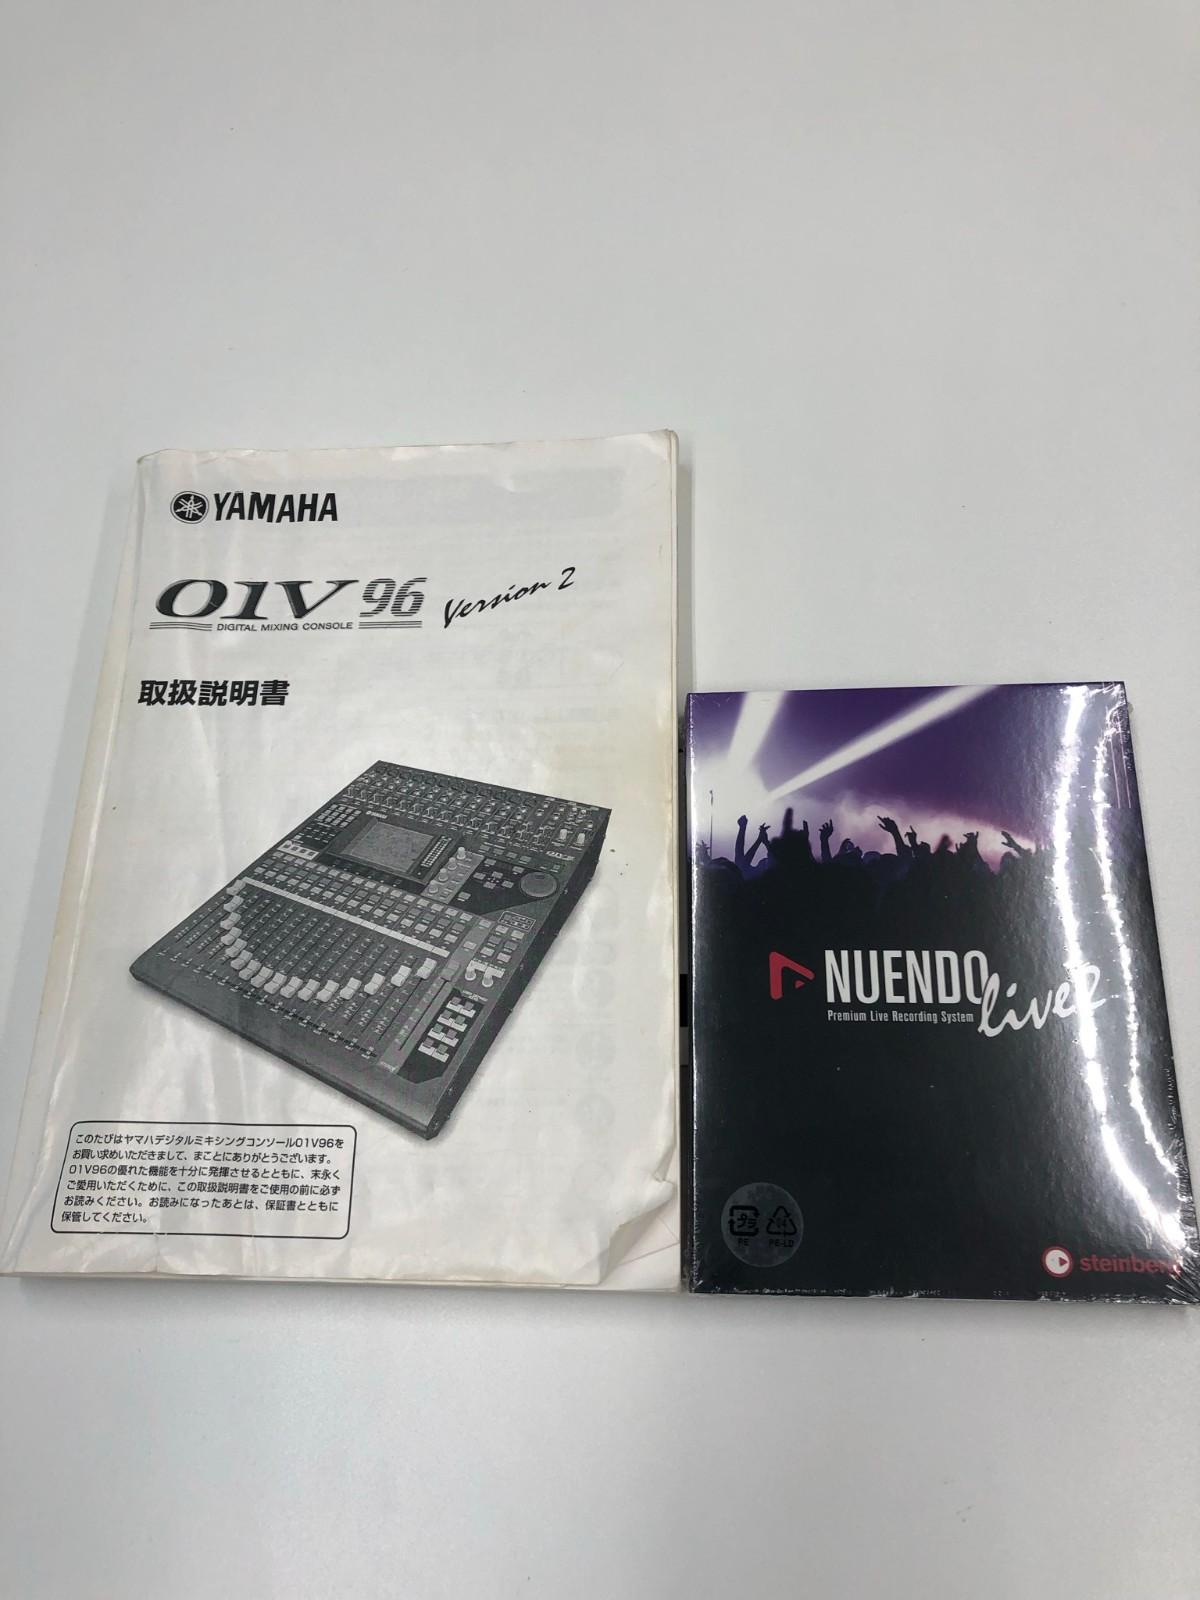 YAMAHA
01V96 Version 2
DIGITAL MIXING CONSOLE
取扱説明書
このたびはヤマハデジタルミキシングコンソール01V96を
お買い求めいただきまして、まことにありがとうございます。
01V96の優れた機能を十分に発揮させるとともに、末永く
ご愛用いただくために、この取扱説明書をご使用の前に必ず
お読みください。お読みになったあとは、保証書とともに
保管してください。
NUENDO live2
Premium Live Recording System
プラ
PE
04
PE-LD
steinberg